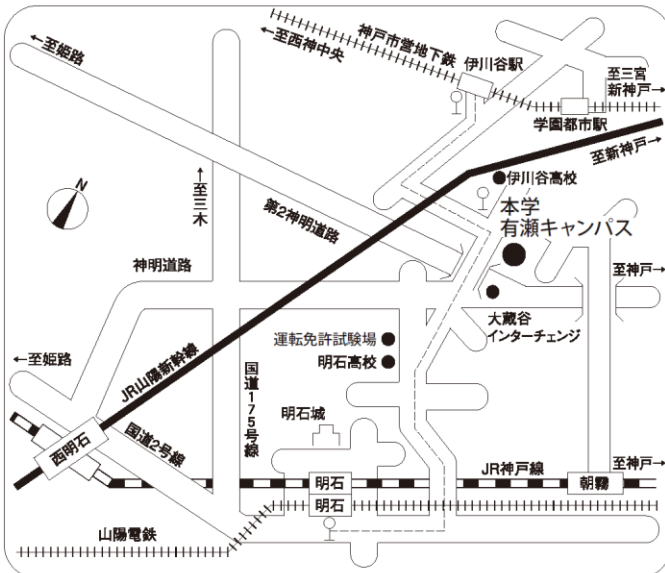 ←至姫路
神戸市営地下鉄
←至西神中央
伊川谷駅
至三宮
新神戸→
学園都市駅
至新神戸→
伊川谷高校
N
←至三木
第2神明道路
本学
有瀬キャンパス
神明道路
至神戸→
大蔵谷
インターチェンジ
運転免許試験場
明石高校
←至姫路
JR山陽新幹線
国道175号線
明石城
西明石
国道2号線
JR神戸線
至神戸→
明石
朝霧
明石
山陽電鉄